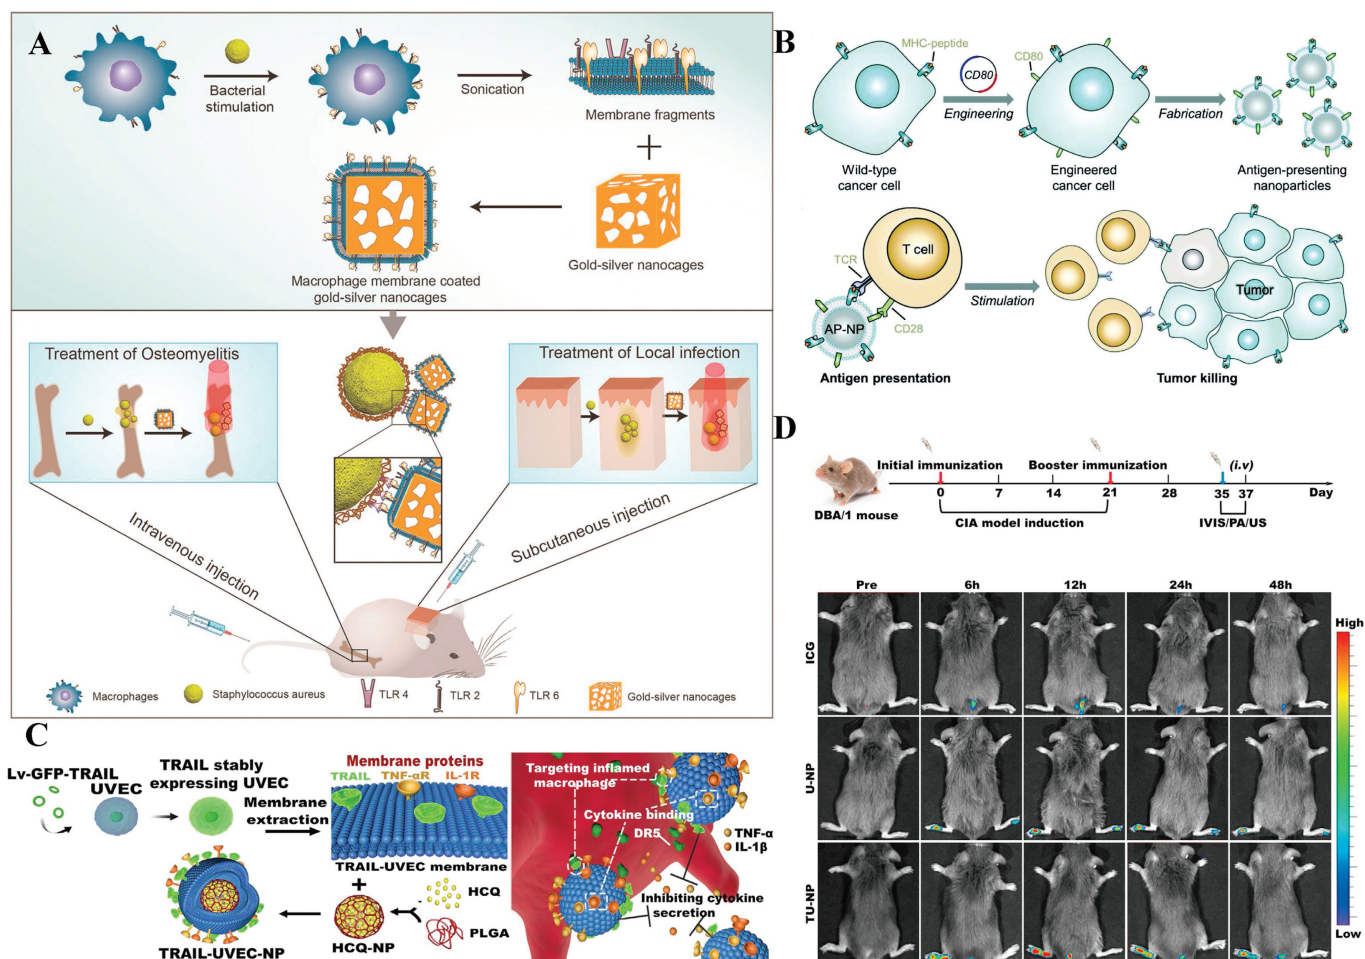 A
Bacterial
stimulation
Sonication
Membrane fragments
+
Macrophage membrane coated
gold-silver nanocages
Gold-silver nanocages
Treatment of Osteomyelitis
Treatment of Local infection
Intravenous injection
Subcutaneous injection
Macrophages
Staphylococcus aureus
TLR 4
TLR 2
TLR 6
Gold-silver nanocages
B
MHC-peptide
CD80
CD80
Engineering
Fabrication
Wild-type
cancer cell
Engineered
cancer cell
Antigen-presenting
nanoparticles
T cell
TCR
AP-NP
CD28
Stimulation
Tumor
Antigen presentation
Tumor killing
C
Lv-GFP-TRAIL
UVEC
TRAIL stably
expressing UVEC
Membrane
extraction
Membrane proteins
TRAIL TNF-αR IL-1R
TRAIL-UVEC membrane
+
HCQ
PLGA
HCQ-NP
TRAIL-UVEC-NP
Targeting inflamed
macrophage
Cytokine binding
DR5
TNF-α
IL-1β
Inhibiting cytokine
secretion
D
Initial immunization
Booster immunization
(i.v)
DBA/1 mouse
0 7 14 21 28 35 37 Day
CIA model induction
IVIS/PA/US
Pre 6h 12h 24h 48h
ICG
U-NP
TU-NP
High
Low